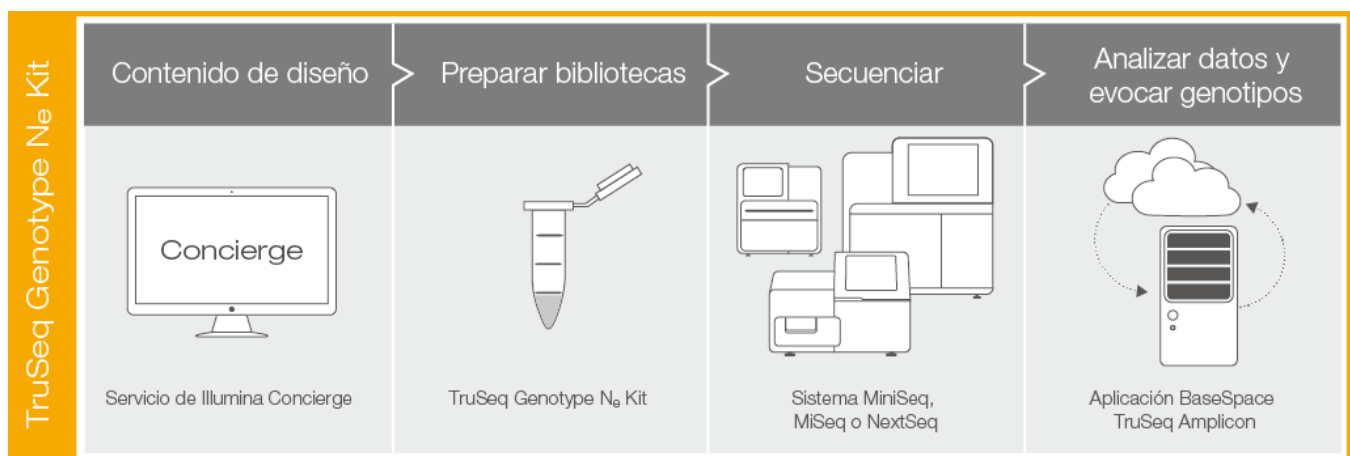 TruSeq Genotype Ne Kit
Contenido de diseño
Preparar bibliotecas
Secuenciar
Analizar datos y
evocar genotipos
Concierge
Servicio de Illumina Concierge
TruSeq Genotype Ne Kit
Sistema MiniSeq,
MiSeq o NextSeq
Aplicación BaseSpace
TruSeq Amplicon